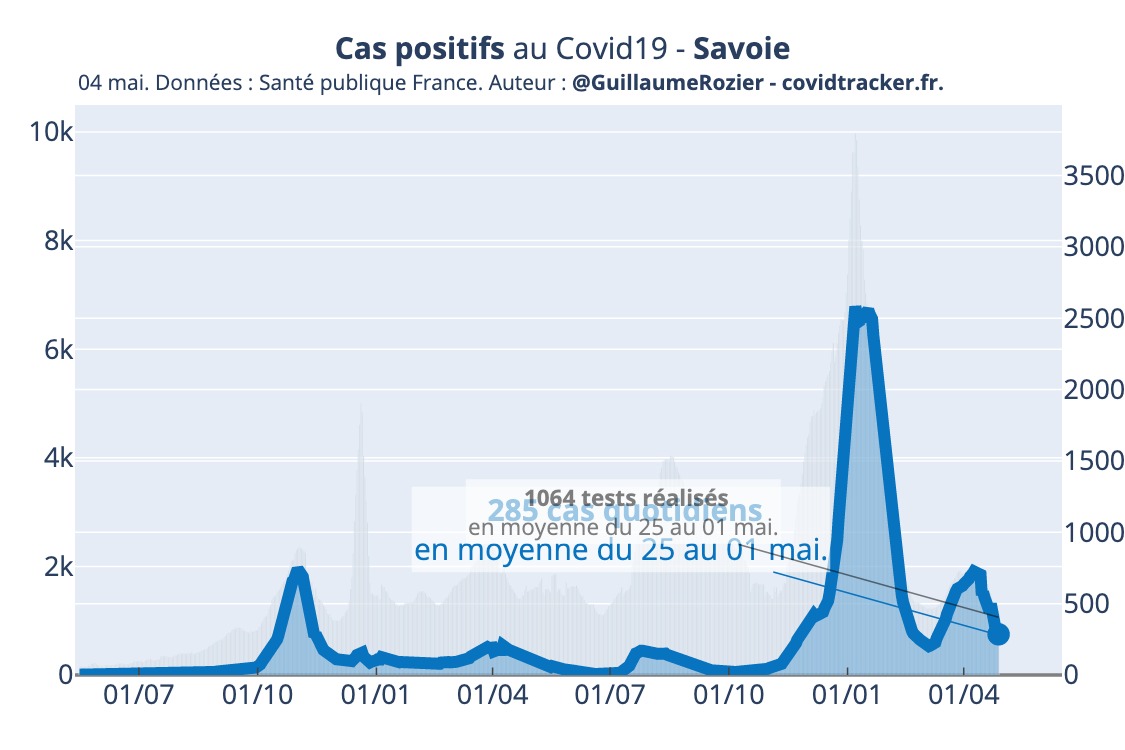 Cas positifs au Covid19 - Savoie
04 mai. Données : Santé publique France. Auteur : @GuillaumeRozier - covidtracker.fr.
10k
8k
6k
4k
2k
0
3500
3000
2500
2000
1500
1000
500
0
1064 tests réalisés
285 cas quotidiens
en moyenne du 25 au 01 mai.
en moyenne du 25 au 01 mai.
01/07
01/10
01/01
01/04
01/07
01/10
01/01
01/04